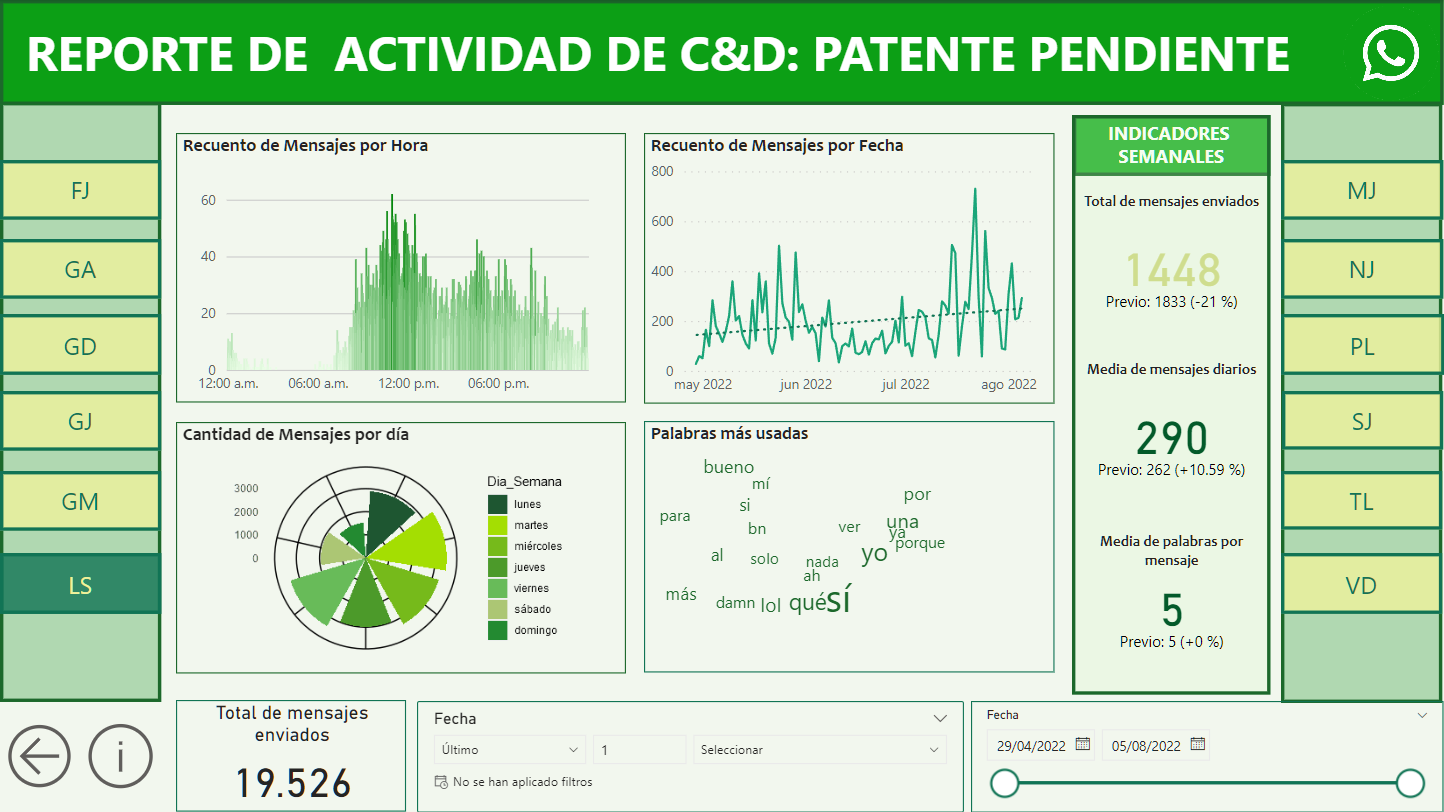 REPORTE DE  ACTIVIDAD DE C&D: PATENTE PENDIENTE
FJ
GA
GD
GJ
GM
LS
Recuento de Mensajes por Hora
60
40
20
0
12:00 a.m.
06:00 a.m.
12:00 p.m.
06:00 p.m.
Recuento de Mensajes por Fecha
800
600
400
200
0
may 2022
jun 2022
jul 2022
ago 2022
Cantidad de Mensajes por día
3000
2000
1000
0
Dia_Semana
lunes
martes
miércoles
jueves
viernes
sábado
domingo
Palabras más usadas
bueno
mí
si
por
para
una
bn
ver
ya
porque
al
solo
nada
yo
ah
más
damn
lol
qué
sí
INDICADORES
SEMANALES
Total de mensajes enviados
1448
Previo: 1833 (-21 %)
Media de mensajes diarios
290
Previo: 262 (+10.59 %)
Media de palabras por
mensaje
5
Previo: 5 (+0 %)
MJ
NJ
PL
SJ
TL
VD
i
Total de mensajes
enviados
19.526
Fecha
Último
1
Seleccionar
No se han aplicado filtros
Fecha
29/04/2022
05/08/2022